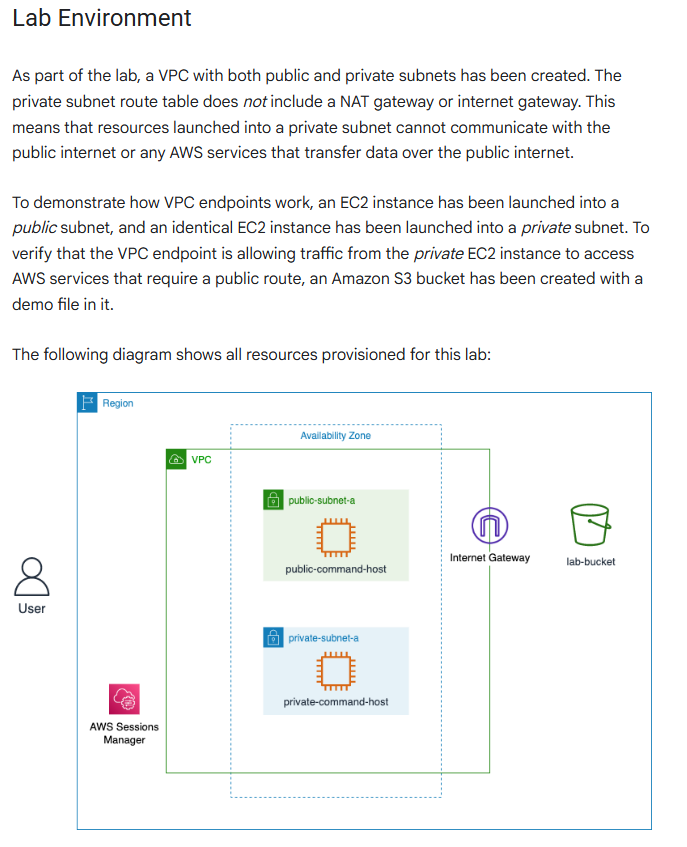 Lab Environment
As part of the lab, a VPC with both public and private subnets has been created. The
private subnet route table does not include a NAT gateway or internet gateway. This
means that resources launched into a private subnet cannot communicate with the
public internet or any AWS services that transfer data over the public internet.
To demonstrate how VPC endpoints work, an EC2 instance has been launched into a
public subnet, and an identical EC2 instance has been launched into a private subnet. To
verify that the VPC endpoint is allowing traffic from the private EC2 instance to access
AWS services that require a public route, an Amazon S3 bucket has been created with a
demo file in it.
The following diagram shows all resources provisioned for this lab:
Region
Availability Zone
VPC
public-subnet-a
public-command-host
Internet Gateway
lab-bucket
User
private-subnet-a
private-command-host
AWS Sessions
Manager